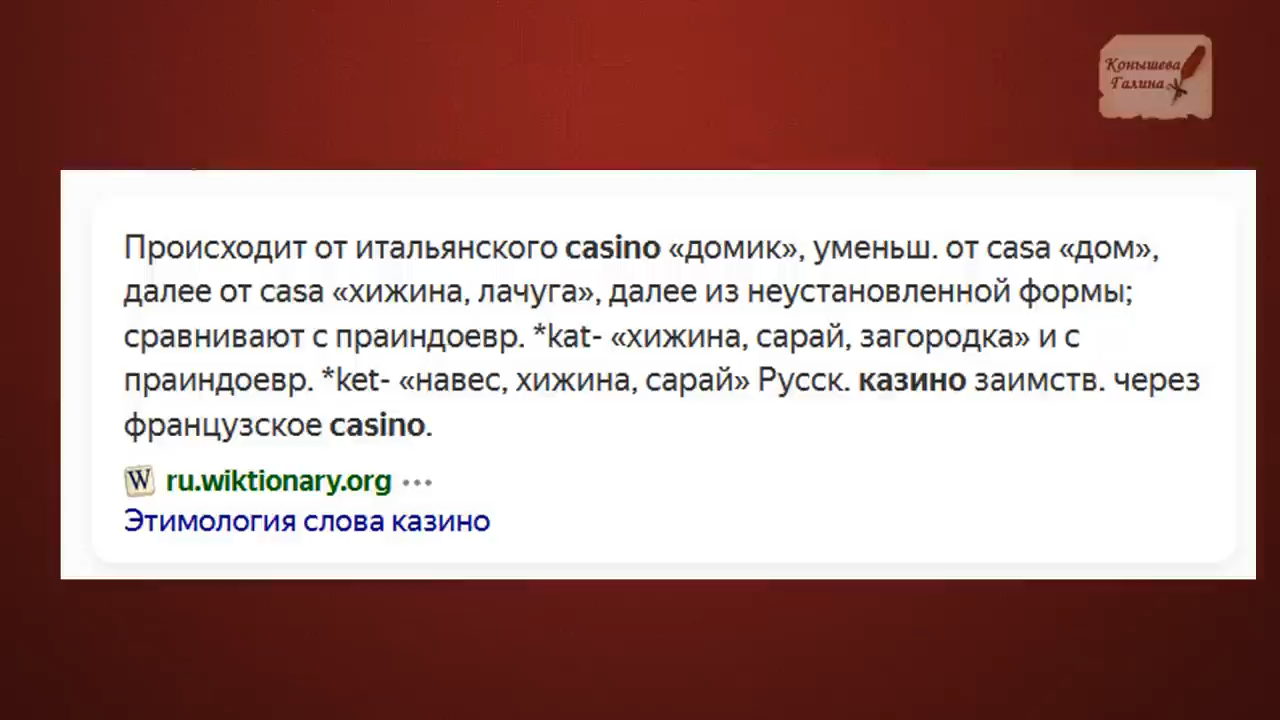 Конышева
Галина
Происходит от итальянского casino «домик», уменьш. от casa «дом»,
далее от casa «хижина, лачуга», далее из неустановленной формы;
сравнивают с праиндоевр. *kat- «хижина, сарай, загородка» и с
праиндоевр. *ket- «навес, хижина, сарай» Русск. казино заимств. через
французское casino.
W ru.wiktionary.org •••
Этимология слова казино